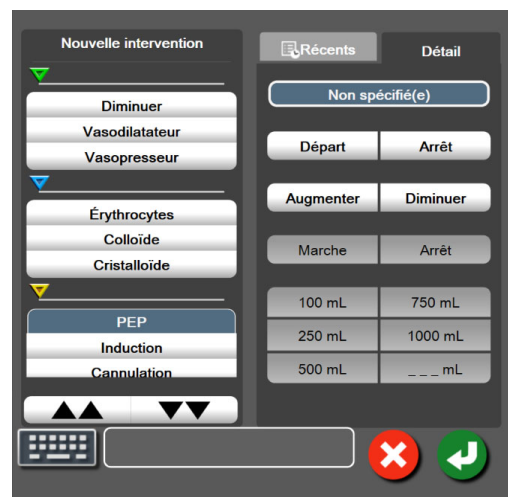 Nouvelle intervention
Diminuer
Vasodilatateur
Vasopresseur
Érythrocytes
Colloïde
Cristalloïde
PEP
Induction
Cannulation
Récents Détail
Non spécifié(e)
Départ Arrêt
Augmenter Diminuer
Marche Arrêt
100 mL 750 mL
250 mL 1000 mL
500 mL _ _ _ mL